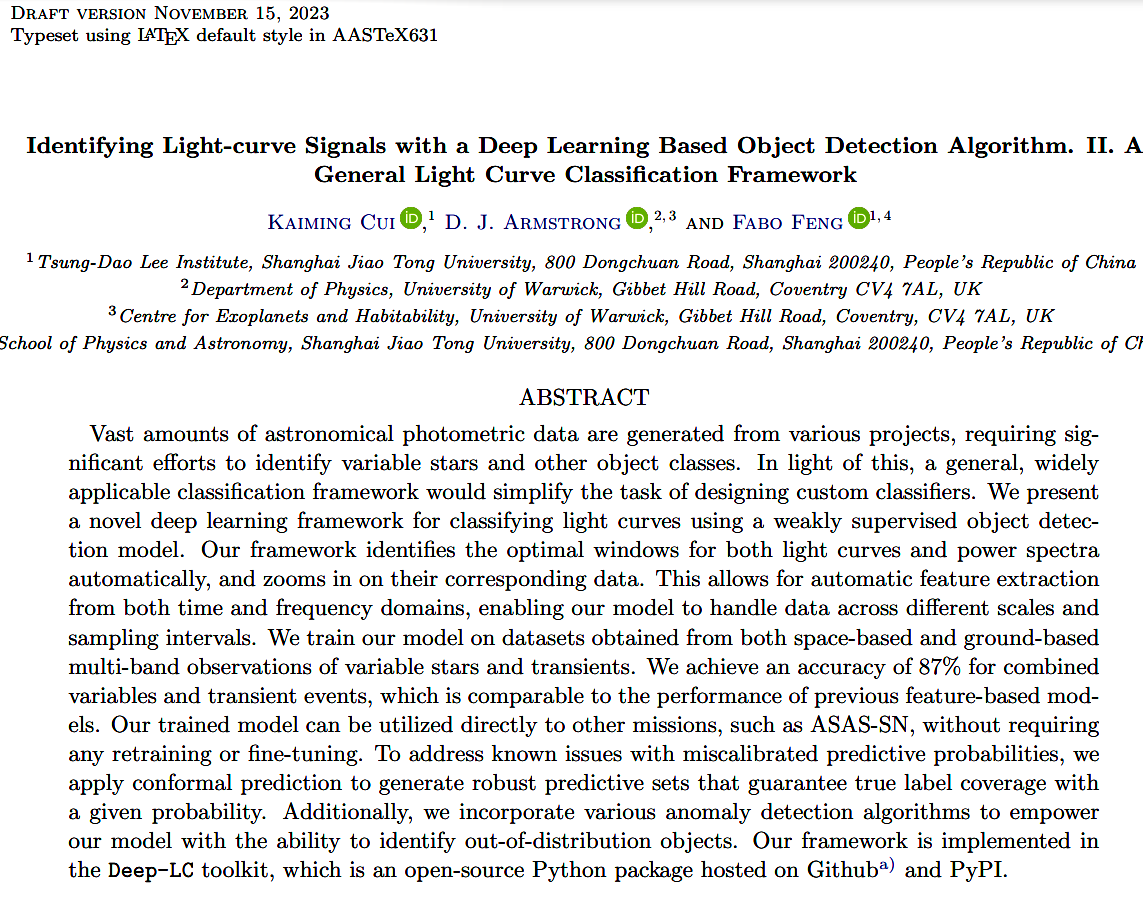 DRAFT VERSION NOVEMBER 15, 2023
Typeset using LATEX default style in AASTeX631
Identifying Light-curve Signals with a Deep Learning Based Object Detection Algorithm. II. A
General Light Curve Classification Framework
KAIMING CUI iD,1 D. J. ARMSTRONG iD,2, 3 AND FABO FENG iD1, 4
1 Tsung-Dao Lee Institute, Shanghai Jiao Tong University, 800 Dongchuan Road, Shanghai 200240, People's Republic of China
2 Department of Physics, University of Warwick, Gibbet Hill Road, Coventry CV4 7AL, UK
3 Centre for Exoplanets and Habitability, University of Warwick, Gibbet Hill Road, Coventry, CV4 7AL, UK
School of Physics and Astronomy, Shanghai Jiao Tong University, 800 Dongchuan Road, Shanghai 200240, People's Republic of Ch
ABSTRACT
Vast amounts of astronomical photometric data are generated from various projects, requiring sig-
nificant efforts to identify variable stars and other object classes. In light of this, a general, widely
applicable classification framework would simplify the task of designing custom classifiers. We present
a novel deep learning framework for classifying light curves using a weakly supervised object detec-
tion model. Our framework identifies the optimal windows for both light curves and power spectra
automatically, and zooms in on their corresponding data. This allows for automatic feature extraction
from both time and frequency domains, enabling our model to handle data across different scales and
sampling intervals. We train our model on datasets obtained from both space-based and ground-based
multi-band observations of variable stars and transients. We achieve an accuracy of 87% for combined
variables and transient events, which is comparable to the performance of previous feature-based mod-
els. Our trained model can be utilized directly to other missions, such as ASAS-SN, without requiring
any retraining or fine-tuning. To address known issues with miscalibrated predictive probabilities, we
apply conformal prediction to generate robust predictive sets that guarantee true label coverage with
a given probability. Additionally, we incorporate various anomaly detection algorithms to empower
our model with the ability to identify out-of-distribution objects. Our framework is implemented in
the Deep-LC toolkit, which is an open-source Python package hosted on Githuba) and PyPI.